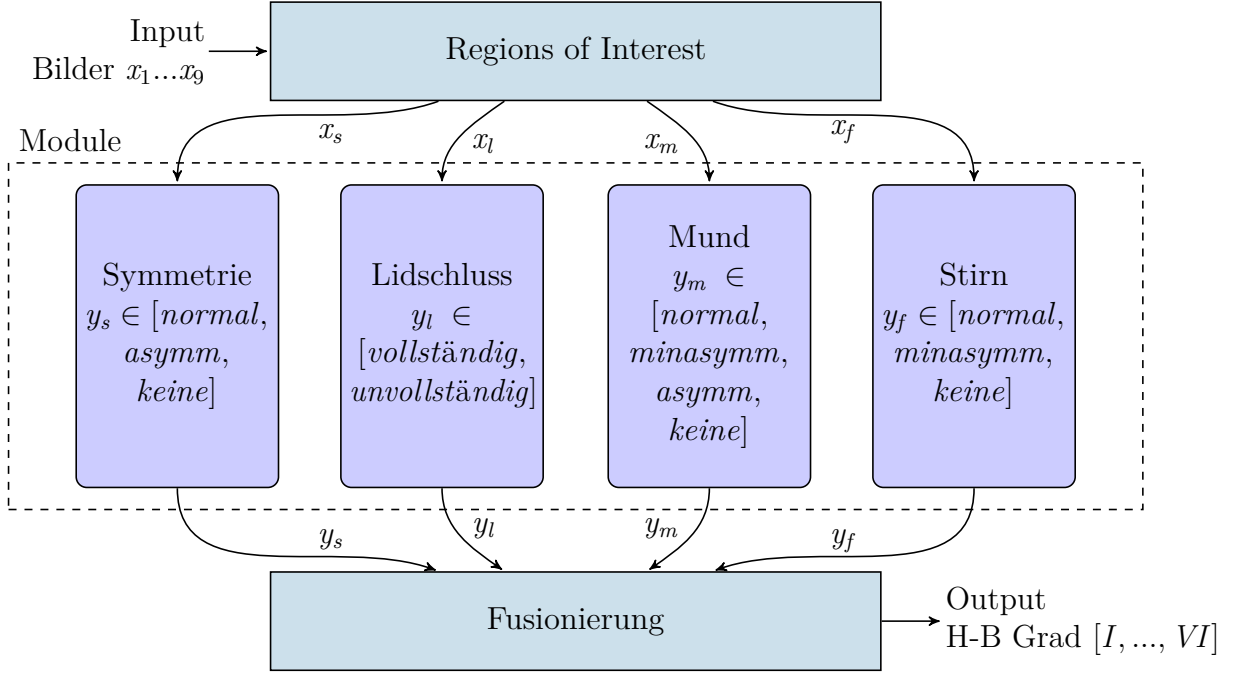 Input
Bilder x₁...x₉
Regions of Interest
x_s
x_l
x_m
x_f
Module
Symmetrie
y_s ∈ [normal,
asymm,
keine]
Lidschluss
y_l ∈
[vollständig,
unvollständig]
Mund
y_m ∈
[normal,
minasymm,
asymm,
keine]
Stirn
y_f ∈ [normal,
minasymm,
keine]
y_s
y_l
y_m
y_f
Fusionierung
Output
H-B Grad [I, ..., VI]